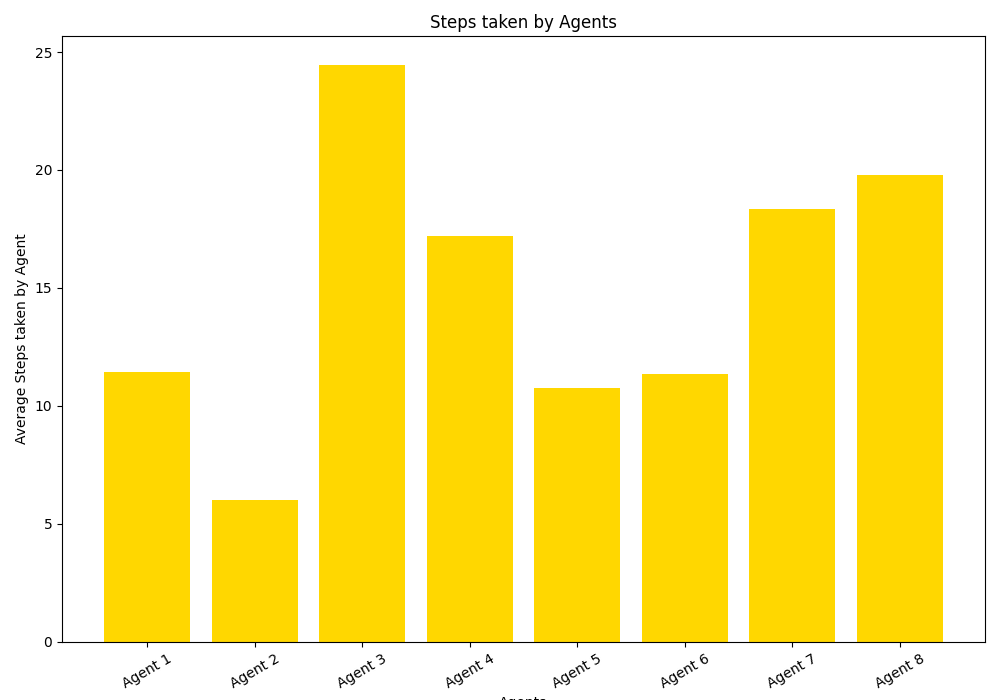 Steps taken by Agents
Average Steps taken by Agent
25
20
15
10
5
0
Agent 1
Agent 2
Agent 3
Agent 4
Agent 5
Agent 6
Agent 7
Agent 8
Agents